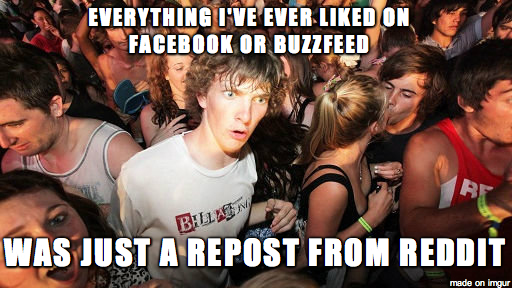 EVERYTHING I'VE EVER LIKED ON
FACEBOOK OR BUZZFEED
WAS JUST A REPOST FROM REDDIT
made on imgur